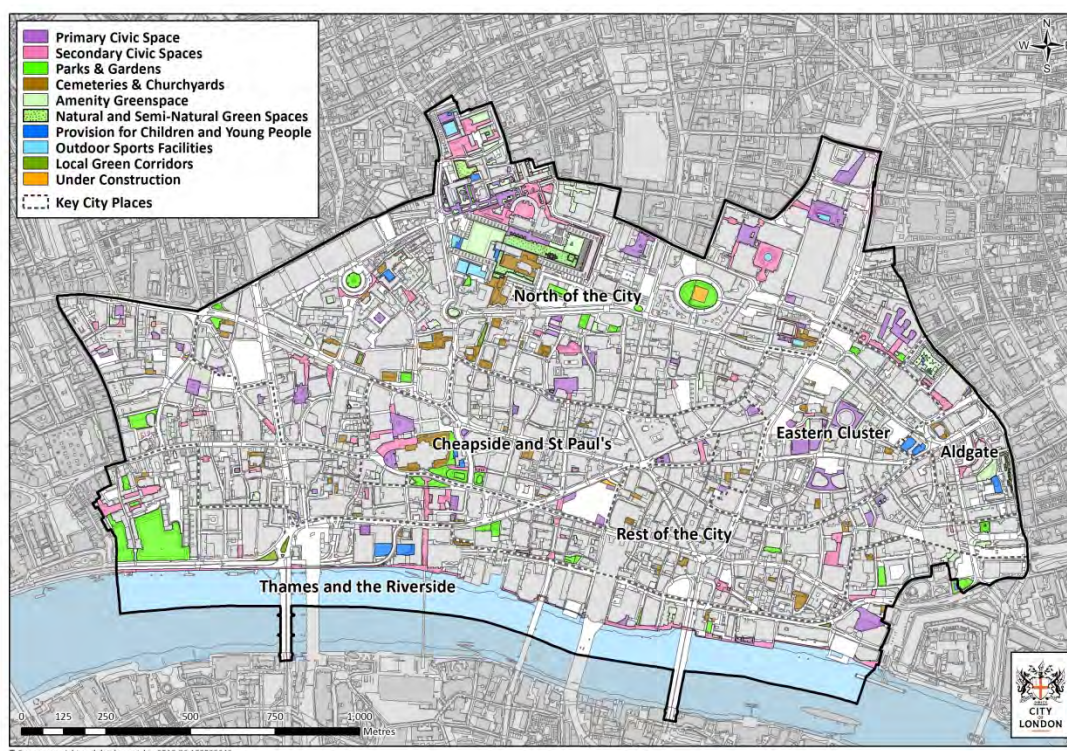 Primary Civic Space
Secondary Civic Spaces
Parks & Gardens
Cemeteries & Churchyards
Amenity Greenspace
Natural and Semi-Natural Green Spaces
Provision for Children and Young People
Outdoor Sports Facilities
Local Green Corridors
Under Construction
Key City Places
N
W E
S
North of the City
Cheapside and St Paul's
Eastern Cluster
Aldgate
Rest of the City
Thames and the Riverside
0 125 250 500 750 1,000
Metres
CITY
OF
LONDON